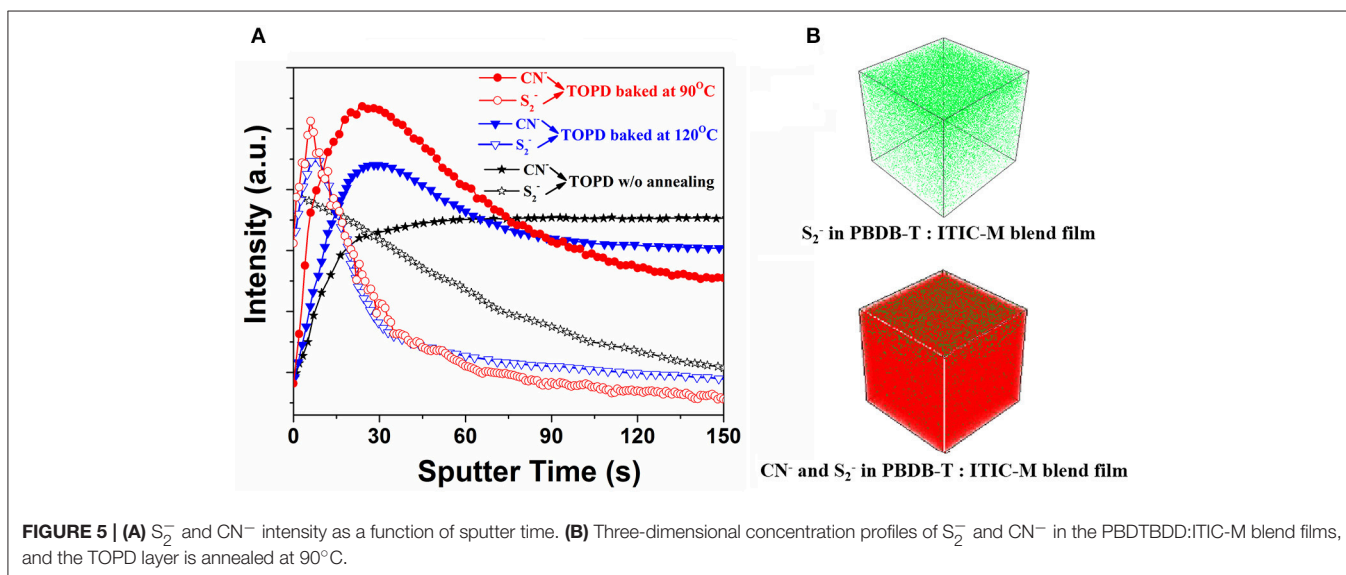 A
B
CN⁻
S₂⁻
TOPD baked at 90⁰C
CN⁻
S₂⁻
TOPD baked at 120⁰C
CN⁻
S₂⁻
TOPD w/o annealing
Intensity (a.u.)
0 30 60 90 120 150
Sputter Time (s)
S₂⁻ in PBDB-T : ITIC-M blend film
CN⁻ and S₂⁻ in PBDB-T : ITIC-M blend film
FIGURE 5 | (A) S₂⁻ and CN− intensity as a function of sputter time. (B) Three-dimensional concentration profiles of S₂⁻ and CN− in the PBDTBDD:ITIC-M blend films,
and the TOPD layer is annealed at 90°C.